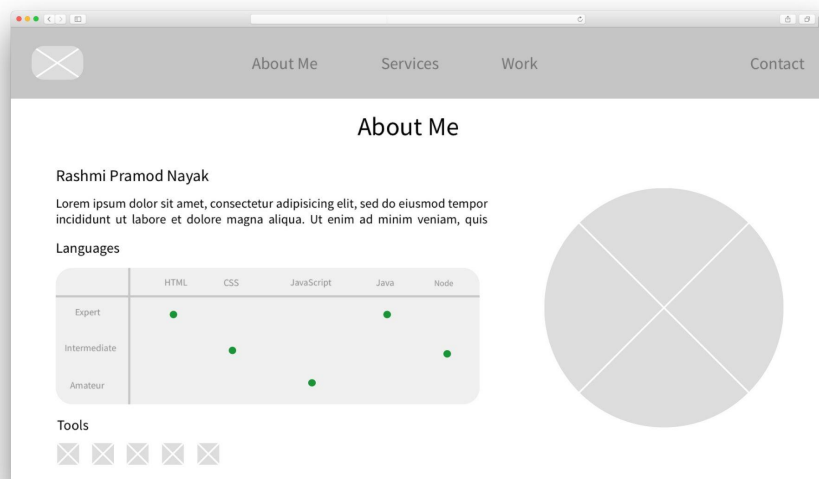 About Me Services Work Contact
About Me
Rashmi Pramod Nayak
Lorem ipsum dolor sit amet, consectetur adipisicing elit, sed do eiusmod tempor
incididunt ut labore et dolore magna aliqua. Ut enim ad minim veniam, quis
Languages
HTML CSS JavaScript Java Node
Expert
Intermediate
Amateur
Tools